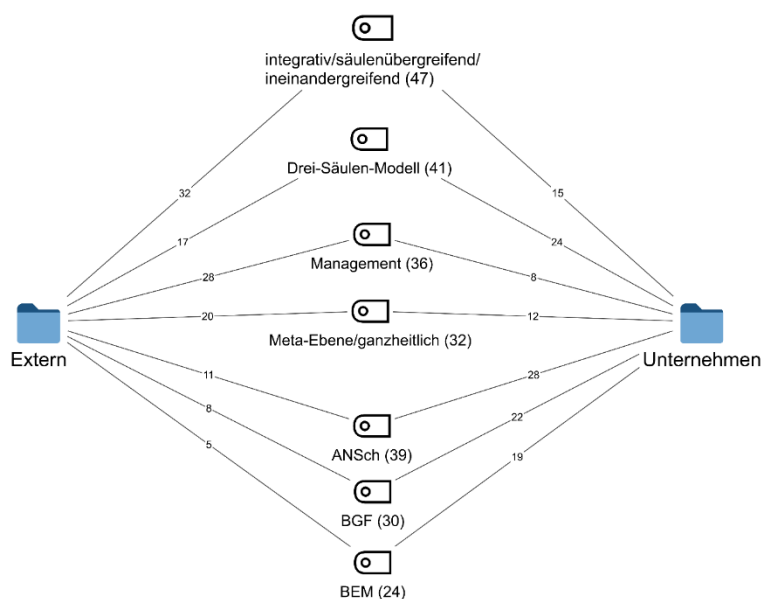 integrativ/säulenübergreifend/
ineinandergreifend (47)
Drei-Säulen-Modell (41)
32
15
17
24
Management (36)
28
8
20
12
Meta-Ebene/ganzheitlich (32)
Extern
Unternehmen
11
28
8
22
ANSch (39)
5
19
BGF (30)
BEM (24)